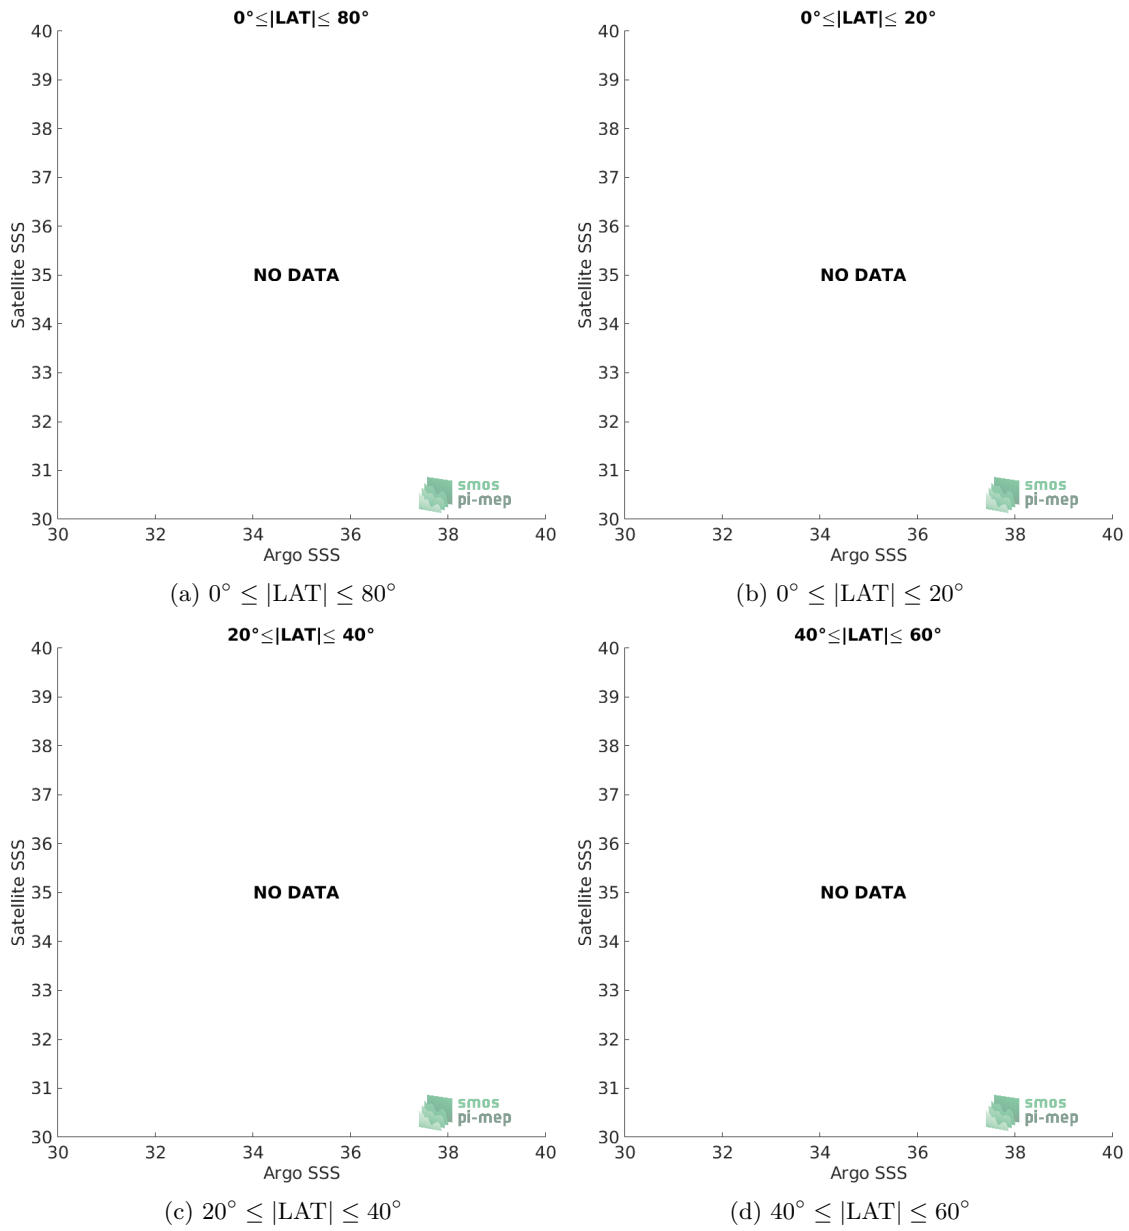 0°≤|LAT|≤ 80°
40
39
38
37
36
35
34
33
32
31
30
Satellite SSS
NO DATA
smos
pi-mep
30 32 34 36 38 40
Argo SSS
(a) 0° ≤ |LAT| ≤ 80°
0°≤|LAT|≤ 20°
40
39
38
37
36
35
34
33
32
31
30
Satellite SSS
NO DATA
smos
pi-mep
30 32 34 36 38 40
Argo SSS
(b) 0° ≤ |LAT| ≤ 20°
20°≤|LAT|≤ 40°
40
39
38
37
36
35
34
33
32
31
30
Satellite SSS
NO DATA
smos
pi-mep
30 32 34 36 38 40
Argo SSS
(c) 20° ≤ |LAT| ≤ 40°
40°≤|LAT|≤ 60°
40
39
38
37
36
35
34
33
32
31
30
Satellite SSS
NO DATA
smos
pi-mep
30 32 34 36 38 40
Argo SSS
(d) 40° ≤ |LAT| ≤ 60°